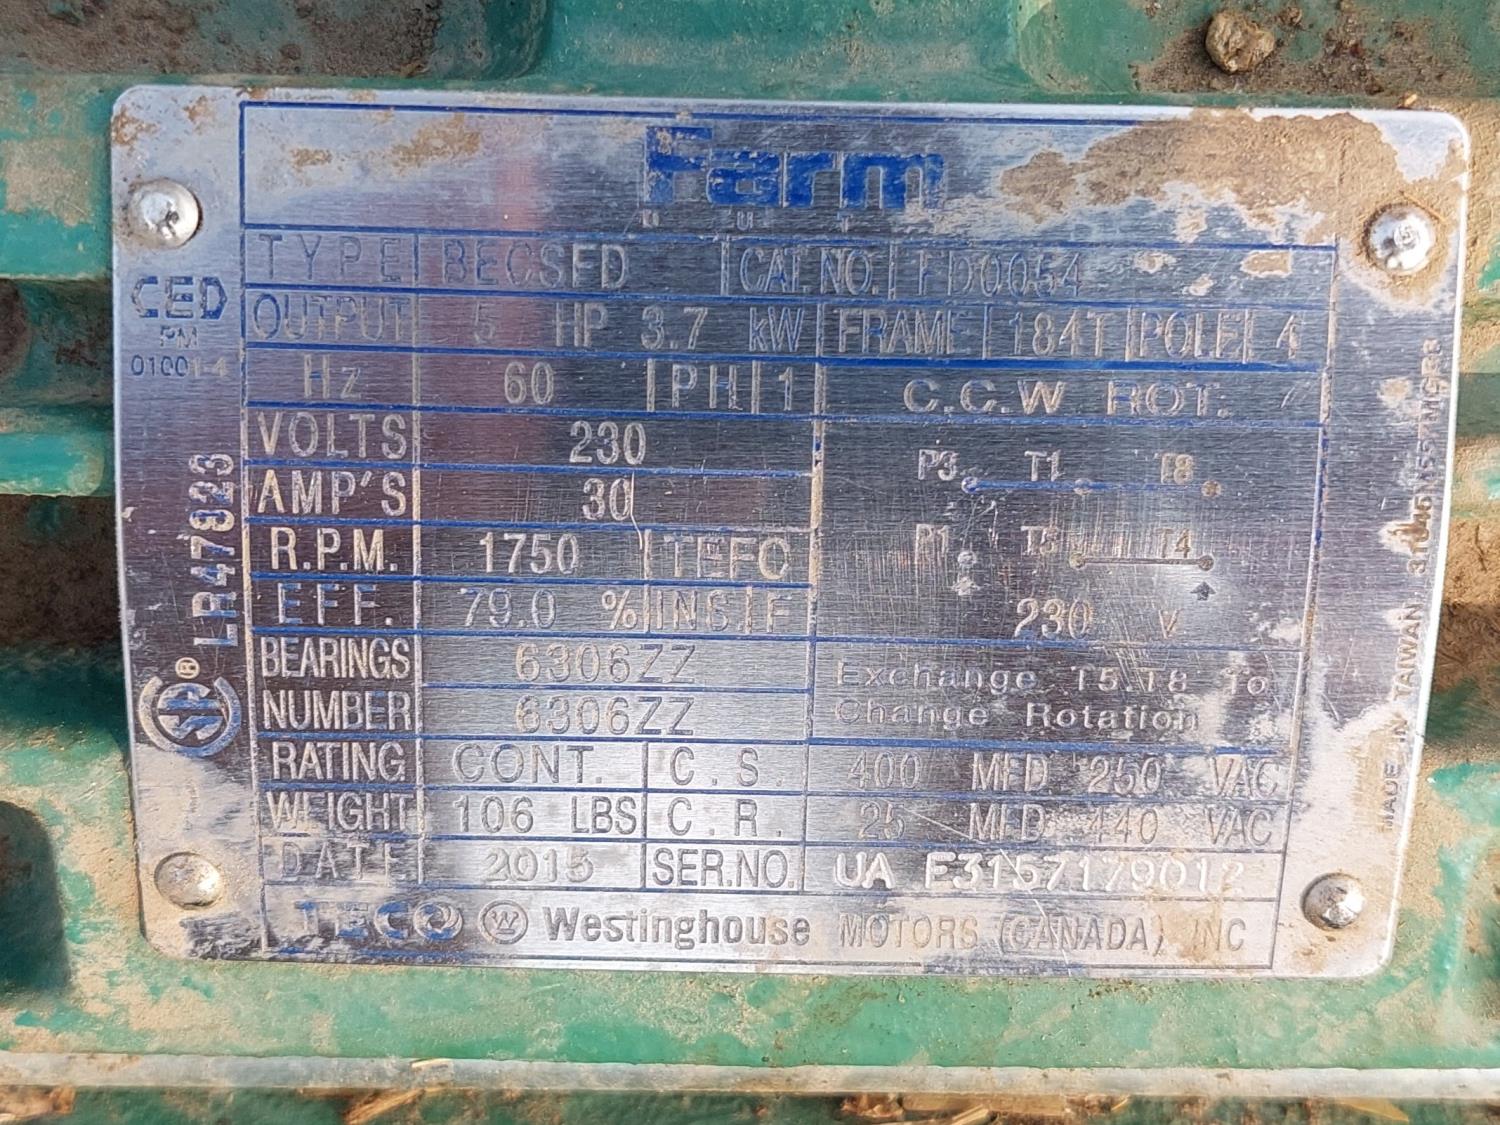 Farm
TYPE BECSFD CAT.NO. FD0054
OUTPUT 5 HP 3.7 kW FRAME 184T POLE 4
Hz 60 PH 1 C.C.W ROT.
VOLTS 230
P3 T1 T8
AMP'S 30
R.P.M. 1750 TEFC
P1 T5 T4
EFF. 79.0 % INS. F
230 V
BEARINGS 6306ZZ
NUMBER 6306ZZ
Exchange T5.T8 To
Change Rotation
RATING CONT. C.S. 400 MFD 250 VAC
WEIGHT 106 LBS C.R. 25 MFD 440 VAC
DATE 2015 SER.NO. UA E3157179012
TECO Westinghouse MOTORS (CANADA) INC
CED
PM
01001-4
LR47823
MADE IN TAIWAN